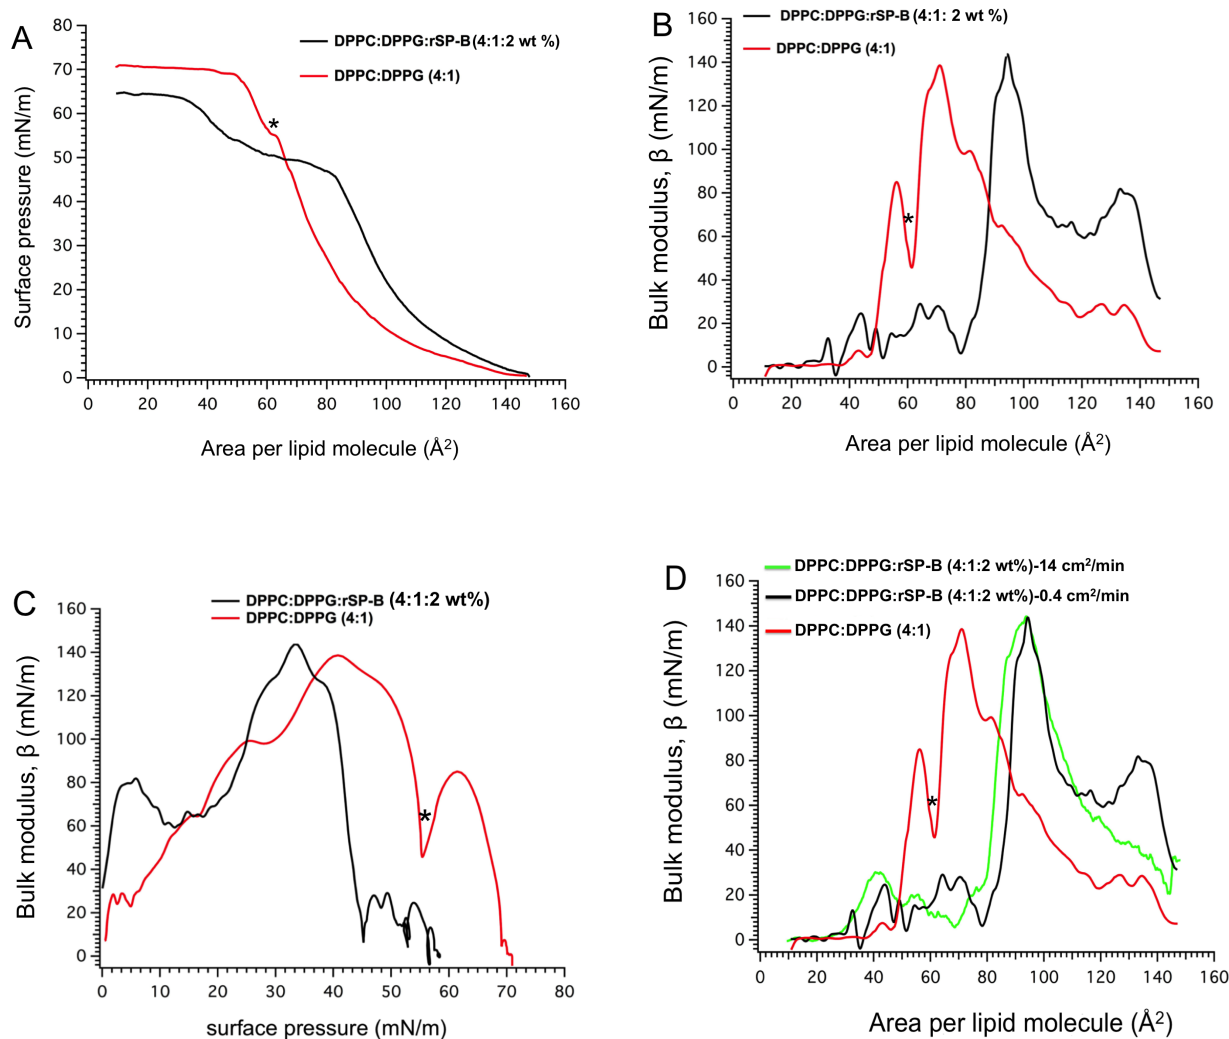 A
80
70
60
50
40
30
20
10
0
Surface pressure (mN/m)
DPPC:DPPG:rSP-B (4:1:2 wt %)
DPPC:DPPG (4:1)
*
0 20 40 60 80 100 120 140 160
Area per lipid molecule (Å²)
B
160
140
120
100
80
60
40
20
0
Bulk modulus, β (mN/m)
DPPC:DPPG:rSP-B (4:1: 2 wt %)
DPPC:DPPG (4:1)
*
0 20 40 60 80 100 120 140 160
Area per lipid molecule (Å²)
C
160
140
120
100
80
60
40
20
0
Bulk modulus, β (mN/m)
DPPC:DPPG:rSP-B (4:1:2 wt%)
DPPC:DPPG (4:1)
*
0 10 20 30 40 50 60 70 80
surface pressure (mN/m)
D
160
140
120
100
80
60
40
20
0
Bulk modulus, β (mN/m)
DPPC:DPPG:rSP-B (4:1:2 wt%)-14 cm²/min
DPPC:DPPG:rSP-B (4:1:2 wt%)-0.4 cm²/min
DPPC:DPPG (4:1)
*
0 20 40 60 80 100 120 140 160
Area per lipid molecule (Å²)